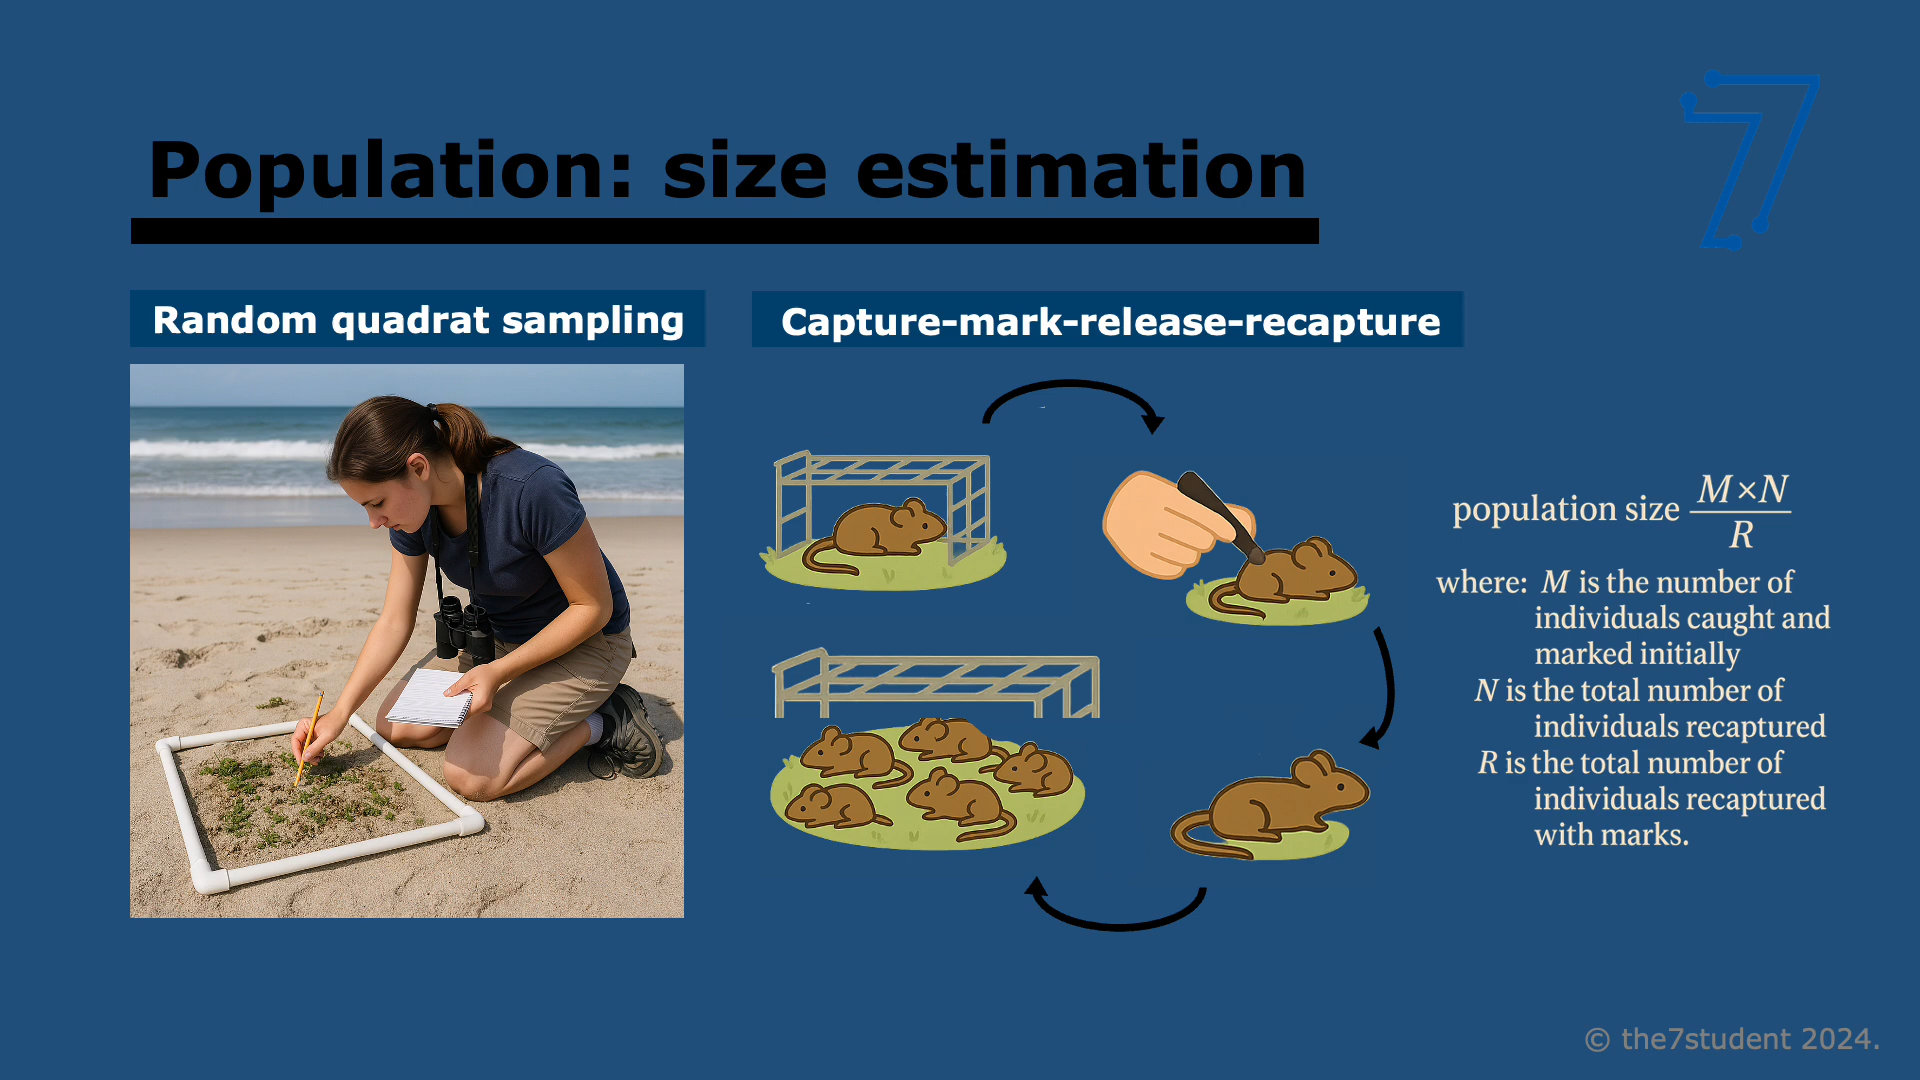 Population: size estimation
Random quadrat sampling
Capture-mark-release-recapture
population size M×N
R
where: M is the number of
individuals caught and
marked initially
N is the total number of
individuals recaptured
R is the total number of
individuals recaptured
with marks.
© the7student 2024.